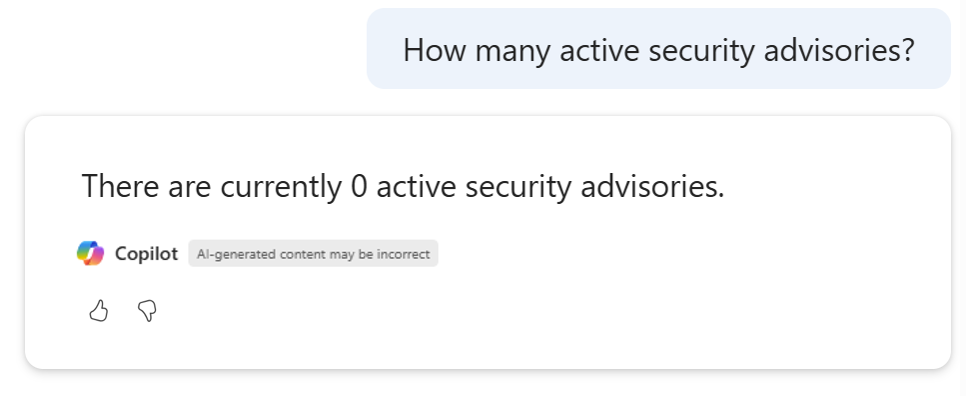 How many active security advisories?
There are currently 0 active security advisories.
Copilot AI-generated content may be incorrect